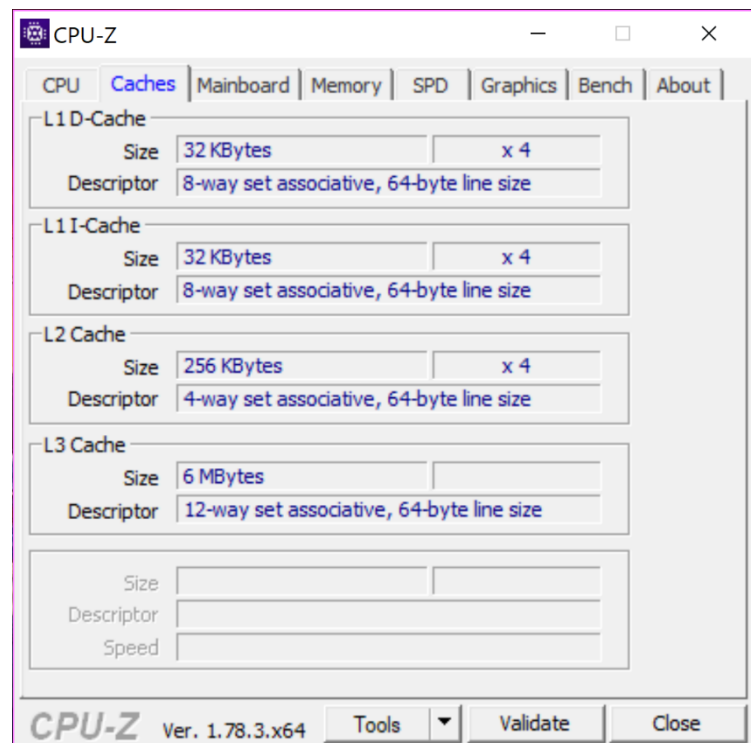 CPU-Z
CPU Caches Mainboard Memory SPD Graphics Bench About
L1 D-Cache
Size 32 KBytes x 4
Descriptor 8-way set associative, 64-byte line size
L1 I-Cache
Size 32 KBytes x 4
Descriptor 8-way set associative, 64-byte line size
L2 Cache
Size 256 KBytes x 4
Descriptor 4-way set associative, 64-byte line size
L3 Cache
Size 6 MBytes
Descriptor 12-way set associative, 64-byte line size
Size
Descriptor
Speed
CPU-Z Ver. 1.78.3.x64 Tools Validate Close